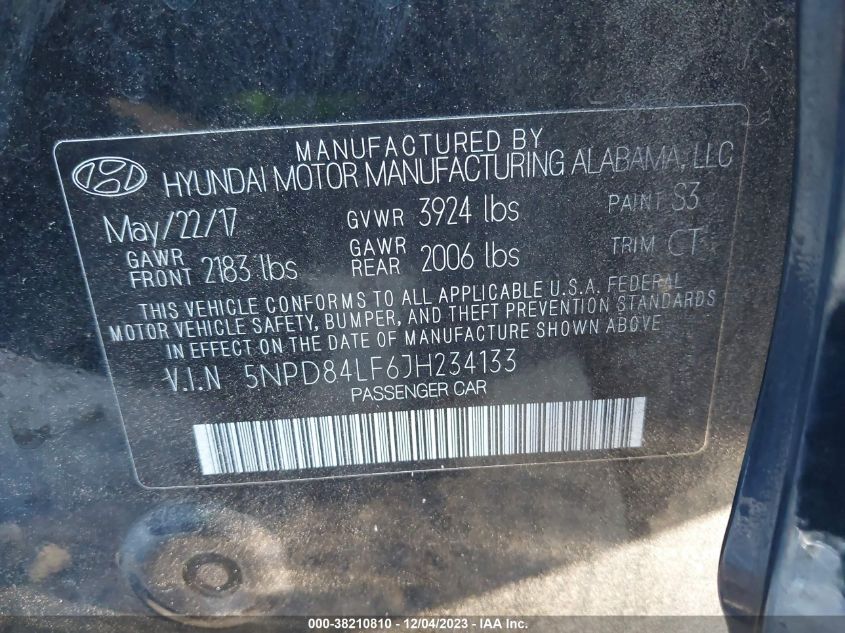 MANUFACTURED BY
HYUNDAI MOTOR MANUFACTURING ALABAMA, LLC
May/22/17 GVWR 3924 lbs PAINT S3
GAWR FRONT 2183 lbs GAWR REAR 2006 lbs TRIM CT
THIS VEHICLE CONFORMS TO ALL APPLICABLE U.S.A. FEDERAL
MOTOR VEHICLE SAFETY, BUMPER, AND THEFT PREVENTION STANDARDS
IN EFFECT ON THE DATE OF MANUFACTURE SHOWN ABOVE
V.I.N 5NPD84LF6JH234133
PASSENGER CAR
000-38210810 - 12/04/2023 - IAA Inc.